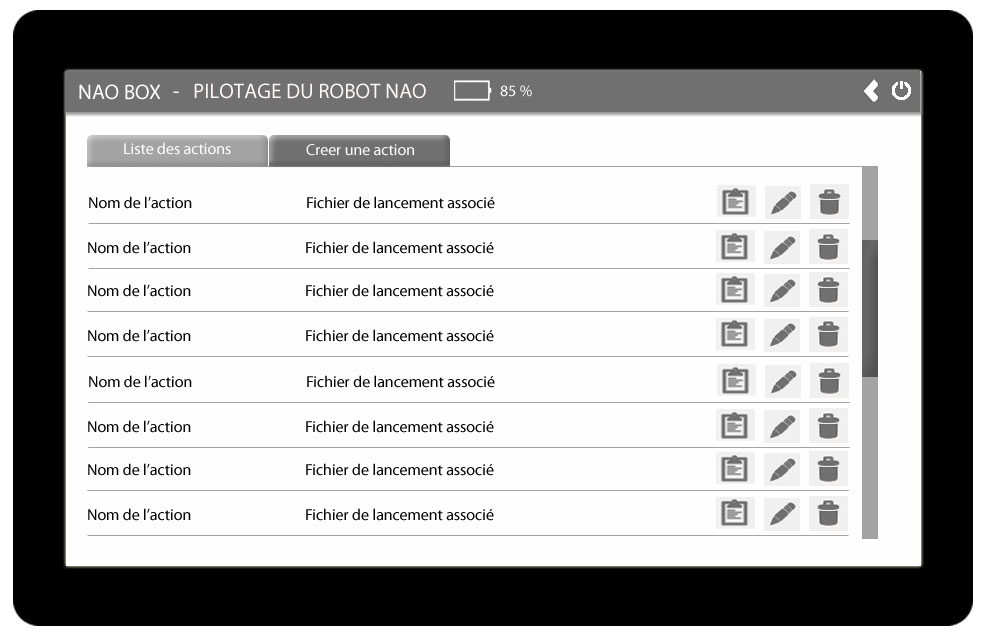 NAO BOX - PILOTAGE DU ROBOT NAO 85 %
Liste des actions Creer une action
Nom de l'action Fichier de lancement associé
Nom de l'action Fichier de lancement associé
Nom de l'action Fichier de lancement associé
Nom de l'action Fichier de lancement associé
Nom de l'action Fichier de lancement associé
Nom de l'action Fichier de lancement associé
Nom de l'action Fichier de lancement associé
Nom de l'action Fichier de lancement associé